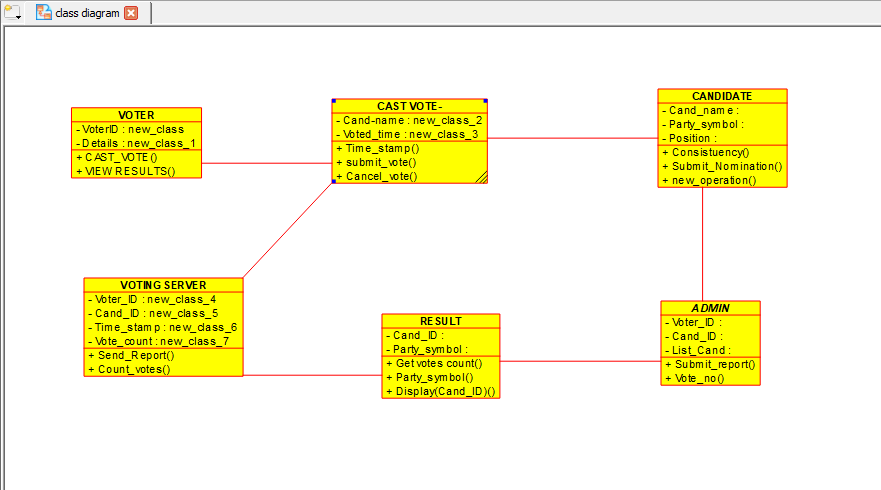 class diagram
VOTER
- VoterID : new_class
- Details : new_class_1
+ CAST_VOTE()
+ VIEW RESULTS()
CAST VOTE-
- Cand-name : new_class_2
- Voted_time : new_class_3
+ Time_stamp()
+ submit_vote()
+ Cancel_vote()
CANDIDATE
- Cand_name :
- Party_symbol :
- Position :
+ Consistuency()
+ Submit_Nomination()
+ new_operation()
VOTING SERVER
- Voter_ID : new_class_4
- Cand_ID : new_class_5
- Time_stamp : new_class_6
- Vote_count : new_class_7
+ Send_Report()
+ Count_votes()
RESULT
- Cand_ID :
- Party_symbol :
+ Get votes count()
+ Party_symbol()
+ Display(Cand_ID)()
ADMIN
- Voter_ID :
- Cand_ID :
- List_Cand :
+ Submit_report()
+ Vote_no()